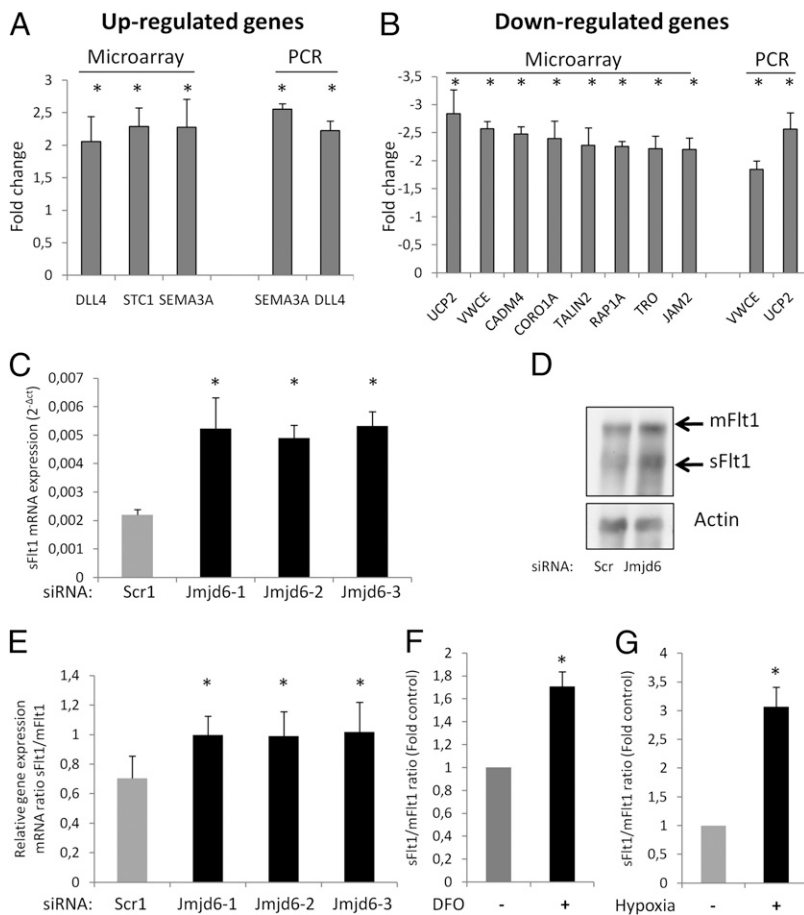 Up-regulated genes
Down-regulated genes
A
Microarray
PCR
* * * * *
Fold change
3
2,5
2
1,5
1
0,5
0
DLL4 STC1 SEMA3A SEMA3A DLL4
B
Microarray
PCR
* * * * * * * * * *
Fold change
-3,5
-3
-2,5
-2
-1,5
-1
-0,5
0
UCP2 VWCE CADM4 CORO1A TALIN2 RAP1A TRO JAM2 VWCE UCP2
C
sFlt1 mRNA expression (2^-Δct)
0,007
0,006
0,005
0,004
0,003
0,002
0,001
0,000
* * *
siRNA: Scr1 Jmjd6-1 Jmjd6-2 Jmjd6-3
D
mFlt1
sFlt1
Actin
siRNA: Scr Jmjd6
E
Relative gene expression
mRNA ratio sFlt1/mFlt1
1,4
1,2
1
0,8
0,6
0,4
0,2
0
* * *
siRNA: Scr1 Jmjd6-1 Jmjd6-2 Jmjd6-3
F
sFlt1/mFlt1 ratio (Fold control)
2
1,8
1,6
1,4
1,2
1
0,8
0,6
0,4
0,2
0
*
DFO - +
G
sFlt1/mFlt1 ratio (Fold control)
4
3,5
3
2,5
2
1,5
1
0,5
0
*
Hypoxia - +